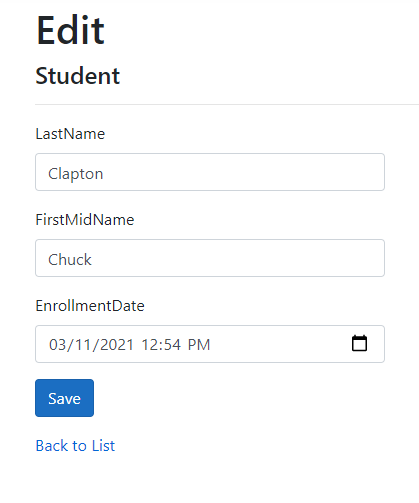 Edit
Student
LastName
Clapton
FirstMidName
Chuck
EnrollmentDate
03/11/2021 12:54 PM
Save
Back to List